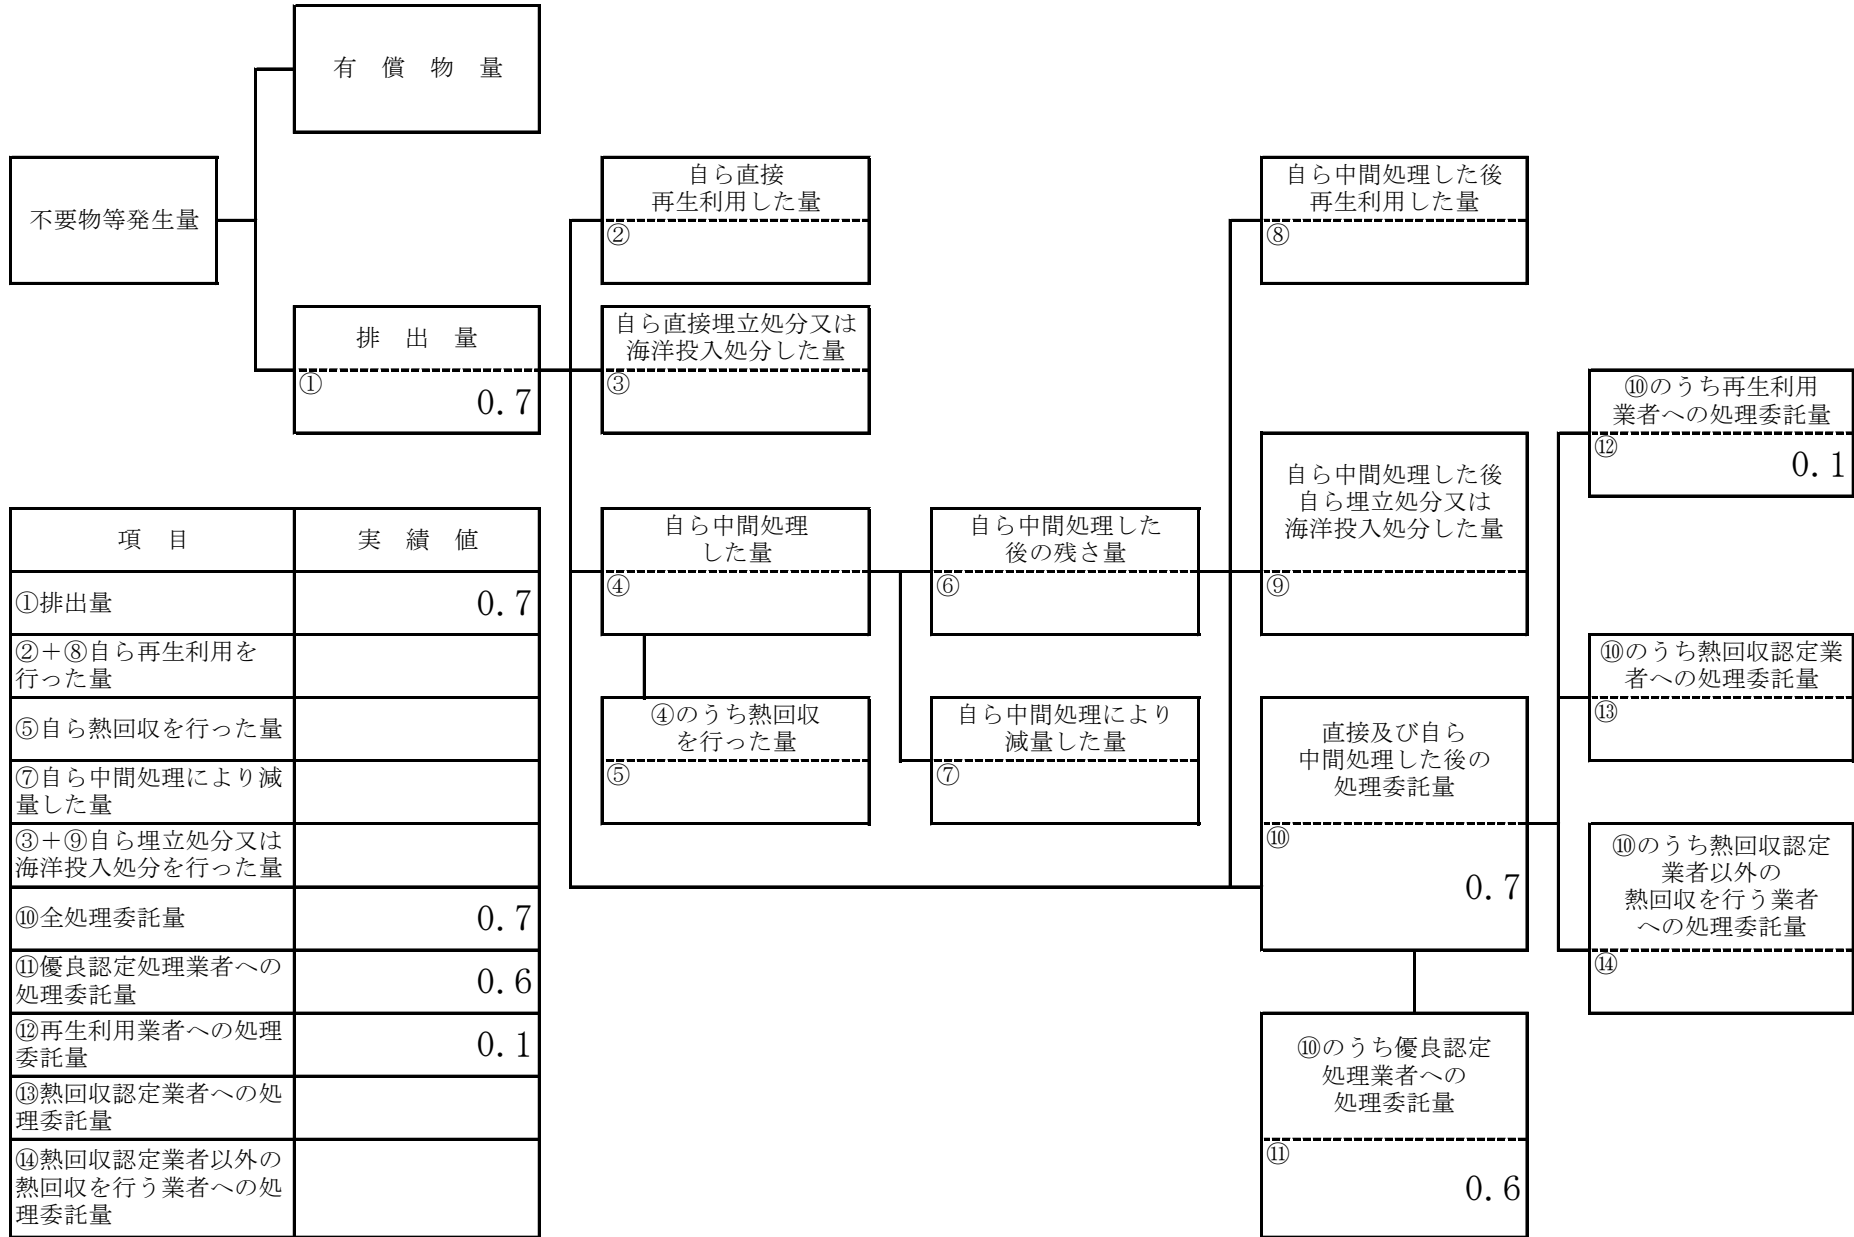 有償物量
不要物等発生量
排出量
①
0.7
自ら直接
再生利用した量
②
自ら直接埋立処分又は
海洋投入処分した量
③
自ら中間処理
した量
④
④のうち熱回収
を行った量
⑤
自ら中間処理した
後の残さ量
⑥
自ら中間処理により
減量した量
⑦
自ら中間処理した後
再生利用した量
⑧
自ら中間処理した後
自ら埋立処分又は
海洋投入処分した量
⑨
直接及び自ら
中間処理した後の
処理委託量
⑩
0.7
⑩のうち優良認定
処理業者への
処理委託量
⑪
0.6
⑩のうち再生利用
業者への処理委託量
⑫
0.1
⑩のうち熱回収認定業
者への処理委託量
⑬
⑩のうち熱回収認定
業者以外の
熱回収を行う業者
への処理委託量
⑭
項目 実績値
①排出量 0.7
②+⑧自ら再生利用を
行った量
⑤自ら熱回収を行った量
⑦自ら中間処理により減
量した量
③+⑨自ら埋立処分又は
海洋投入処分を行った量
⑩全処理委託量 0.7
⑪優良認定処理業者への
処理委託量 0.6
⑫再生利用業者への処理
委託量 0.1
⑬熱回収認定業者への処
理委託量
⑭熱回収認定業者以外の
熱回収を行う業者への処
理委託量